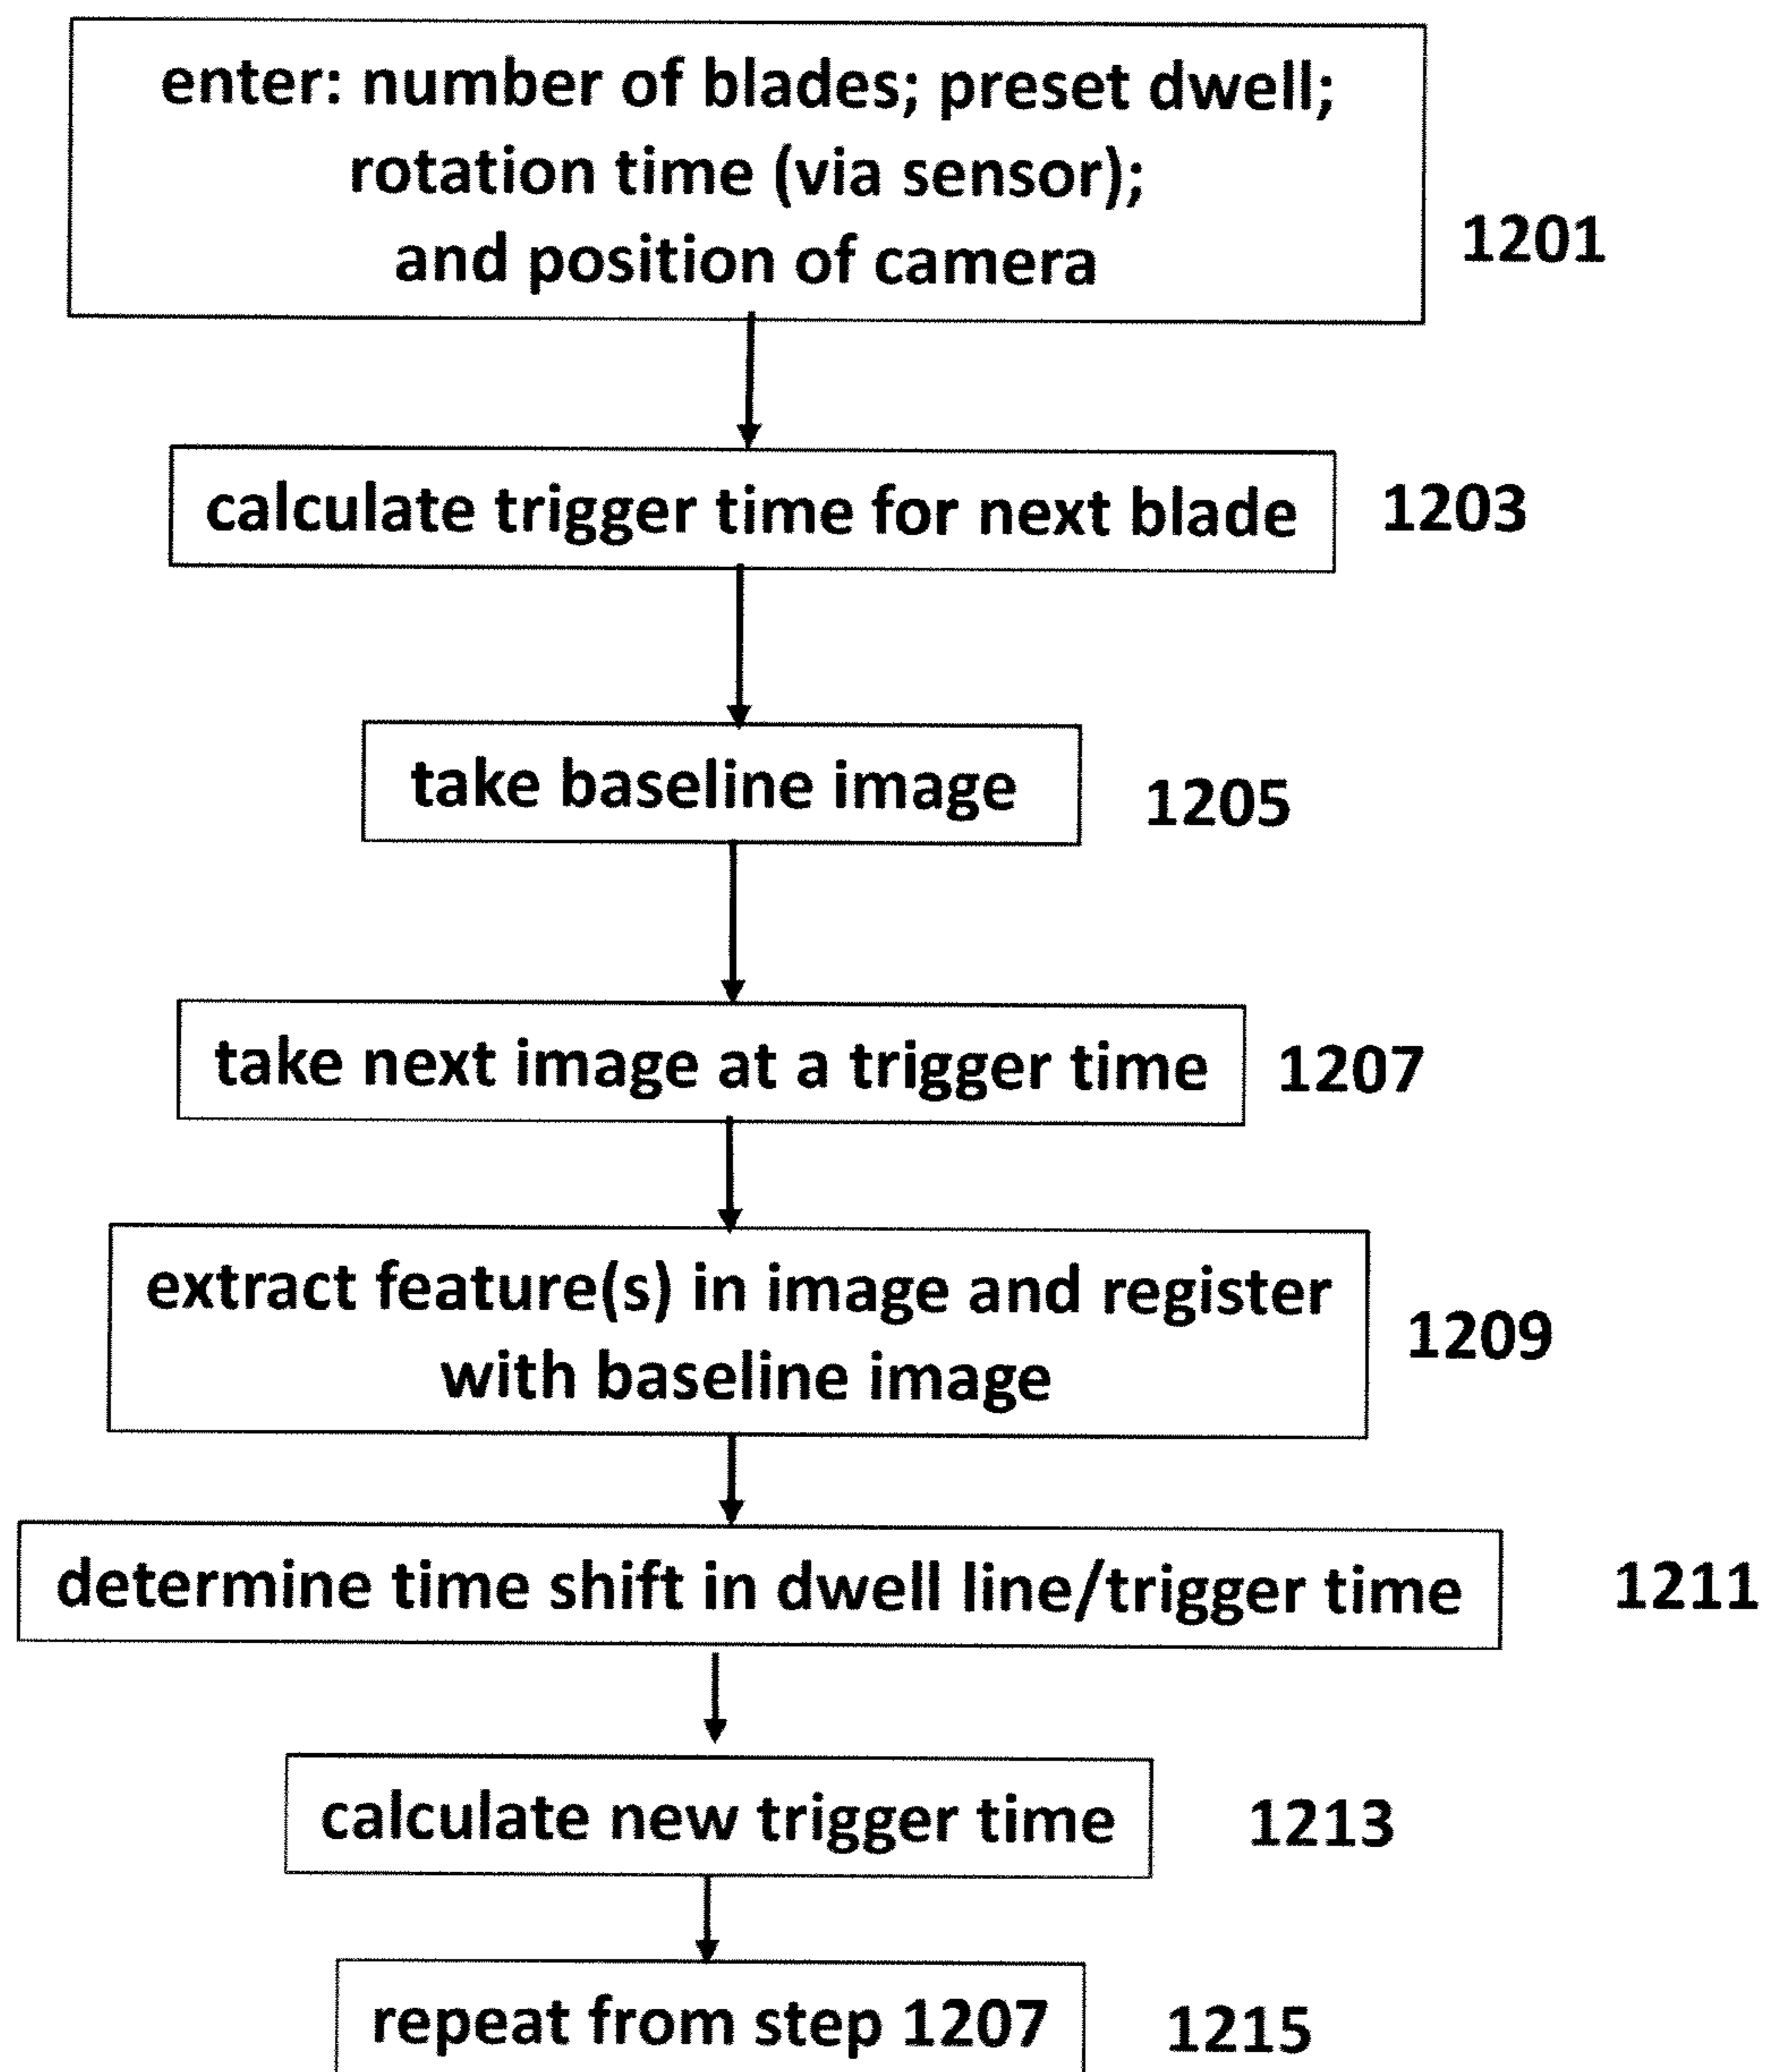 enter: number of blades; preset dwell;
rotation time (via sensor);
and position of camera
1201
calculate trigger time for next blade
1203
take baseline image
1205
take next image at a trigger time
1207
extract feature(s) in image and register
with baseline image
1209
determine time shift in dwell line/trigger time
1211
calculate new trigger time
1213
repeat from step 1207
1215